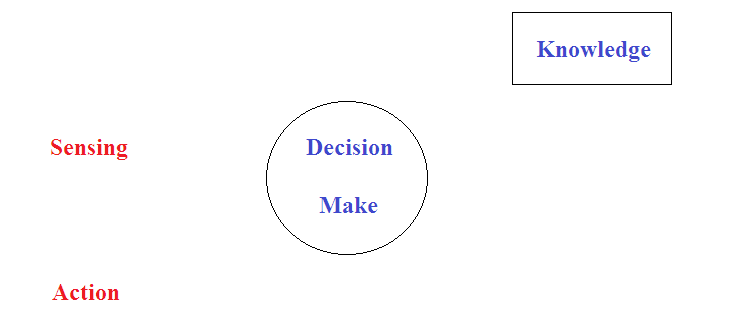 Knowledge
Sensing
Decision
Make
Action